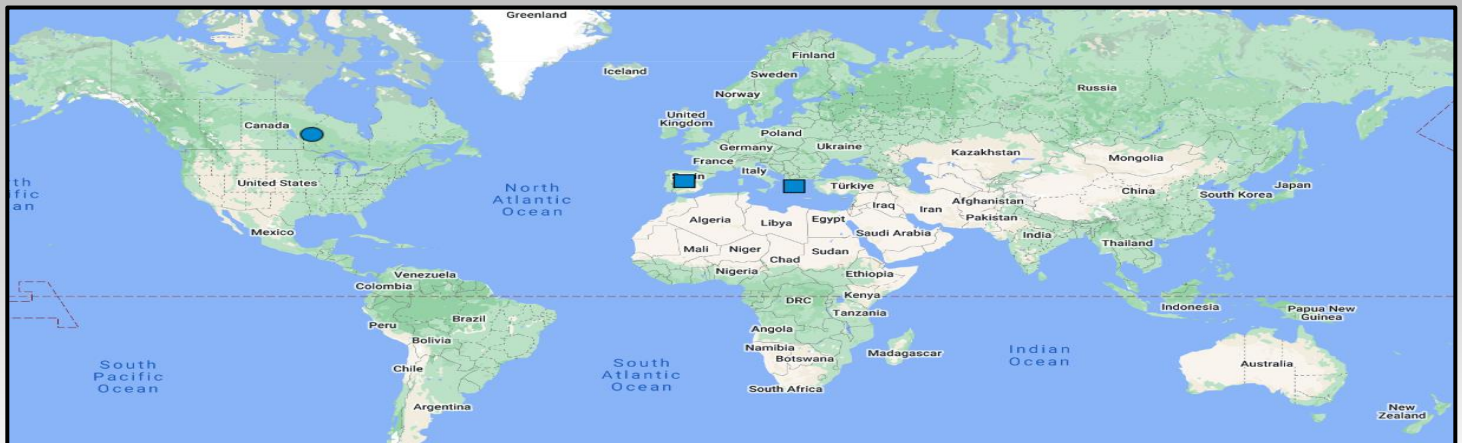 Greenland
Iceland
Finland
Sweden
Norway
Russia
United
Kingdom
Canada
Poland
Germany
Ukraine
France
Kazakhstan
Mongolia
Italy
Türkiye
United States
North
Atlantic
Ocean
China
South Korea
Japan
Afghanistan
Iraq
Iran
Pakistan
Algeria
Libya
Egypt
Saudi Arabia
Mexico
India
Thailand
Mali
Niger
Chad
Sudan
Nigeria
Ethiopia
Venezuela
Colombia
DRC
Kenya
Tanzania
Indonesia
Papua New
Guinea
Peru
Brazil
Bolivia
Angola
Namibia
Botswana
Madagascar
Indian
Ocean
South
Pacific
Ocean
Chile
South
Atlantic
Ocean
South Africa
Australia
Argentina
New
Zealand